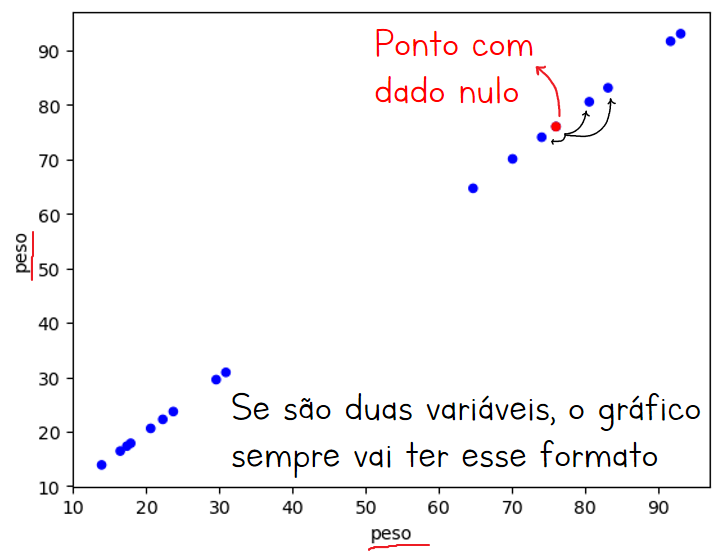 Ponto com
dado nulo
90
80
70
60
50
40
30
20
10
peso
Se são duas variáveis, o gráfico
sempre vai ter esse formato
10 20 30 40 50 60 70 80 90
peso